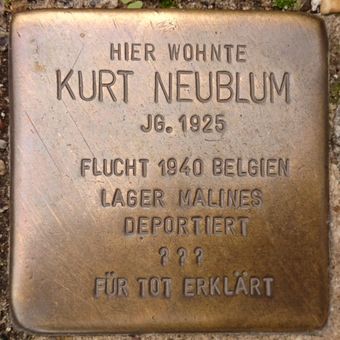 HIER WOHNTE
KURT NEUBLUM
JG. 1925
FLUCHT 1940 BELGIEN
LAGER MALINES
DEPORTIERT
? ? ?
FÜR TOT ERKLÄRT